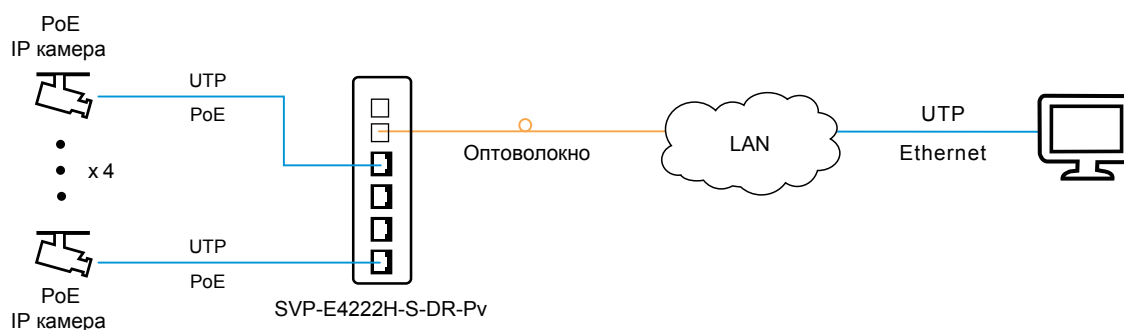 PoE
IP камера
UTP
PoE
x 4
UTP
PoE
PoE
IP камера
SVP-E4222H-S-DR-Pv
Оптоволокно
LAN
UTP
Ethernet